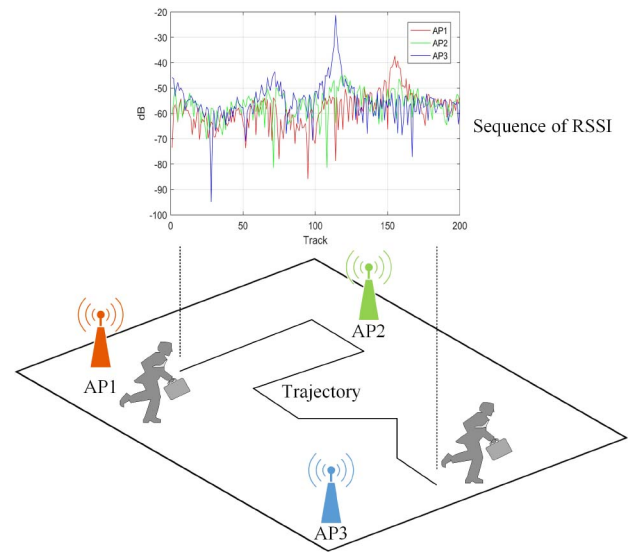 -20
-30
-40
-50
-60
-70
-80
-90
-100
dB
AP1
AP2
AP3
0
50
100
150
200
Track
Sequence of RSSI
AP2
AP1
Trajectory
AP3